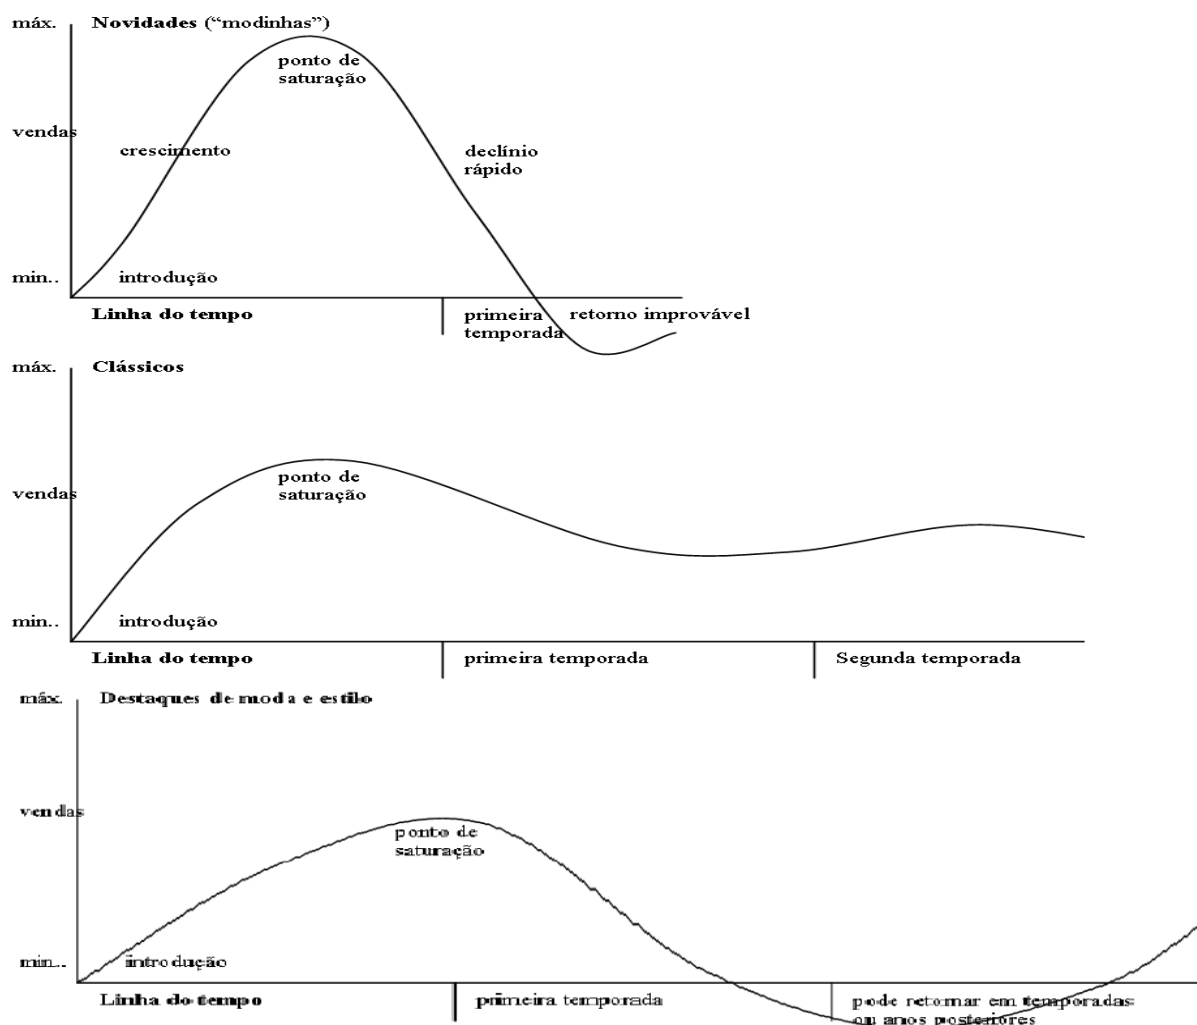 máx. Novidades (“modinhas”)
ponto de
saturação
vendas
crescimento
declínio
rápido
min.. introdução
Linha do tempo
primeira
temporada
retorno improvável
máx. Clássicos
ponto de
saturação
vendas
min.. introdução
Linha do tempo primeira temporada Segunda temporada
máx. Destaques de moda e estilo
vendas
ponto de
saturação
min.. introdução
Linha do tempo primeira temporada pode retornar em temporadas
ou anos posteriores